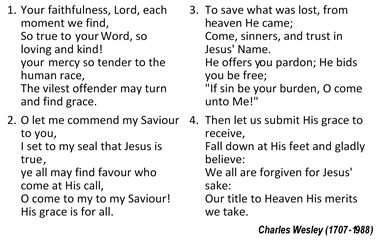 1. Your faithfulness, Lord, each
moment we find,
So true to your Word, so
loving and kind!
your mercy so tender to the
human race,
The vilest offender may turn
and find grace.
2. O let me commend my Saviour
to you,
I set to my seal that Jesus is
true,
ye all may find favour who
come at His call,
O come to my to my Saviour!
His grace is for all.
3. To save what was lost, from
heaven He came;
Come, sinners, and trust in
Jesus' Name.
He offers you pardon; He bids
you be free;
"If sin be your burden, O come
unto Me!"
4. Then let us submit His grace to
receive,
Fall down at His feet and gladly
believe:
We all are forgiven for Jesus'
sake:
Our title to Heaven His merits
we take.
Charles Wesley (1707-1988)